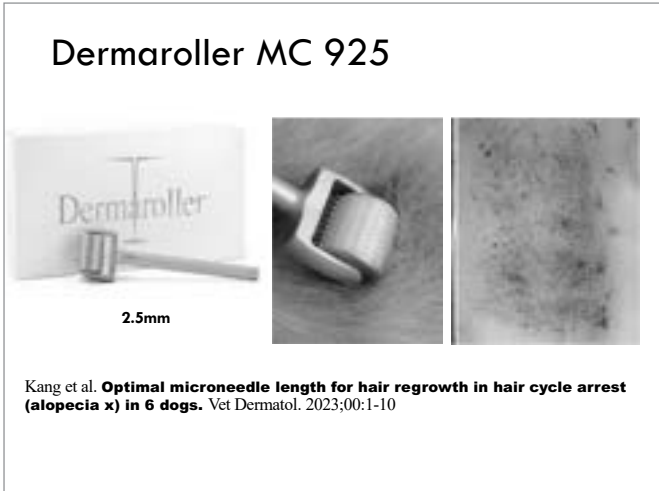 Dermaroller MC 925
Dermaroller
2.5mm
Kang et al. Optimal microneedle length for hair regrowth in hair cycle arrest
(alopecia x) in 6 dogs. Vet Dermatol. 2023;00:1-10